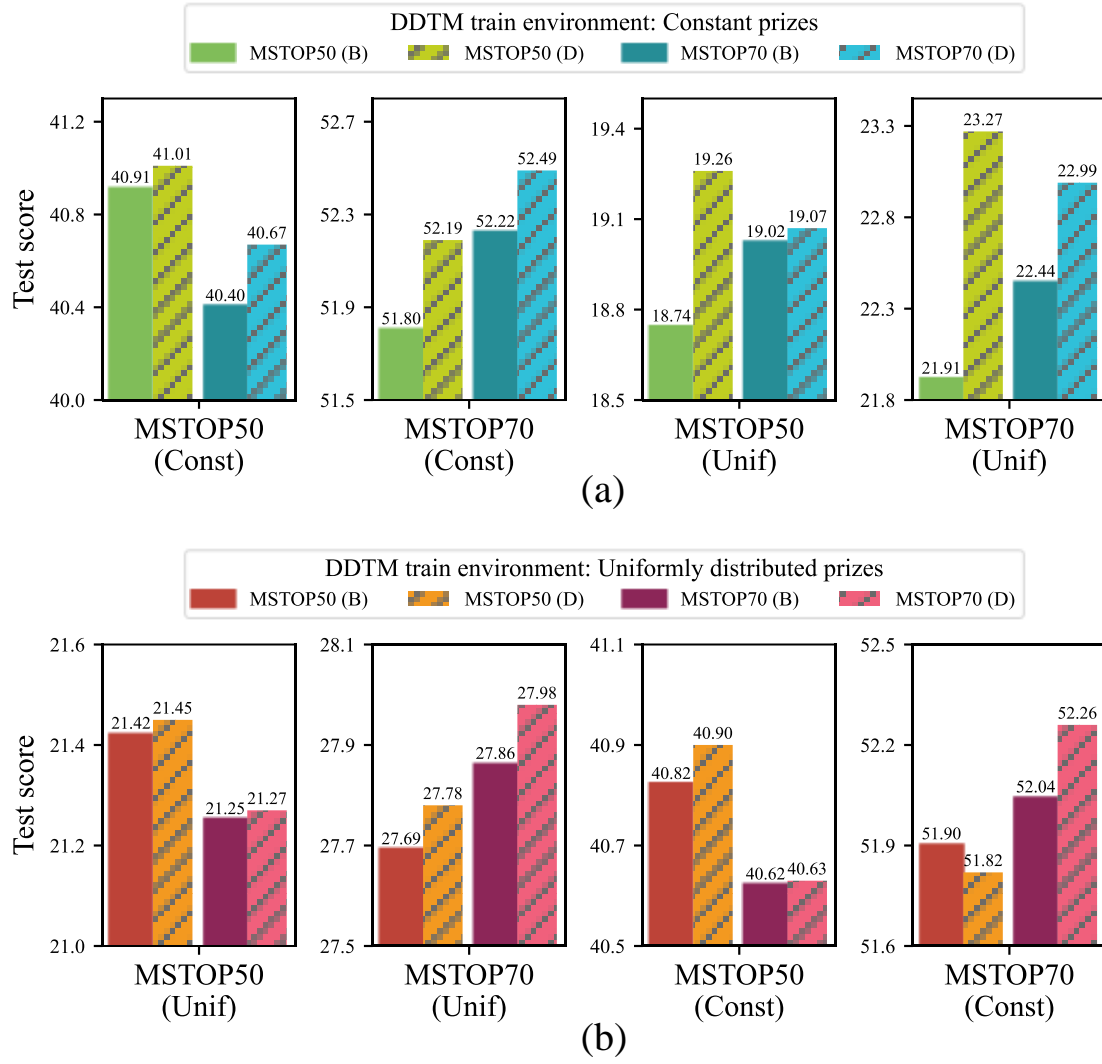 DDTM train environment: Constant prizes
MSTOP50 (B) MSTOP50 (D) MSTOP70 (B) MSTOP70 (D)
Test score
41.2
40.8
40.4
40.0
40.91
41.01
40.40
40.67
MSTOP50
(Const)
52.7
52.3
51.9
51.5
51.80
52.19
52.22
52.49
MSTOP70
(Const)
19.4
19.1
18.8
18.5
18.74
19.26
19.02
19.07
MSTOP50
(Unif)
23.3
22.8
22.3
21.8
21.91
23.27
22.44
22.99
MSTOP70
(Unif)
(a)
DDTM train environment: Uniformly distributed prizes
MSTOP50 (B) MSTOP50 (D) MSTOP70 (B) MSTOP70 (D)
Test score
21.6
21.4
21.2
21.0
21.42
21.45
21.25
21.27
MSTOP50
(Unif)
28.1
27.9
27.7
27.5
27.69
27.78
27.86
27.98
MSTOP70
(Unif)
41.1
40.9
40.7
40.5
40.82
40.90
40.62
40.63
MSTOP50
(Const)
52.5
52.2
51.9
51.6
51.90
51.82
52.04
52.26
MSTOP70
(Const)
(b)